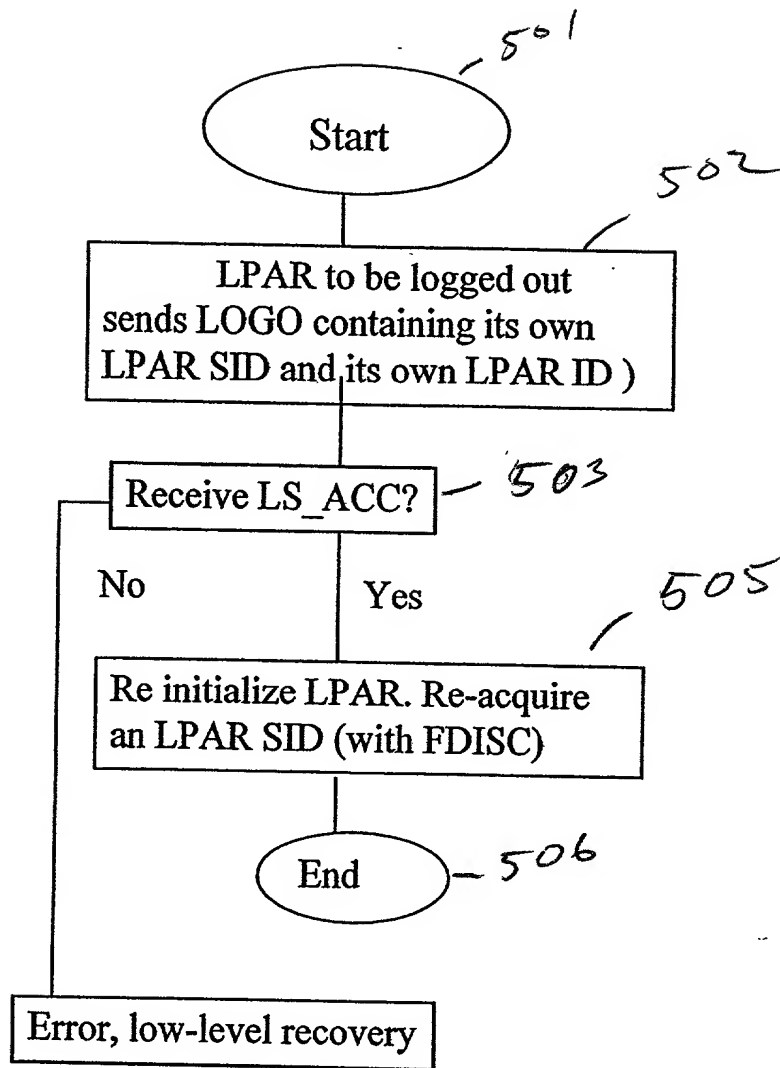 501
Start
502
LPAR to be logged out
sends LOGO containing its own
LPAR SID and its own LPAR ID )
Receive LS_ACC?
503
No
Yes
505
Re initialize LPAR. Re-acquire
an LPAR SID (with FDISC)
End
506
Error, low-level recovery